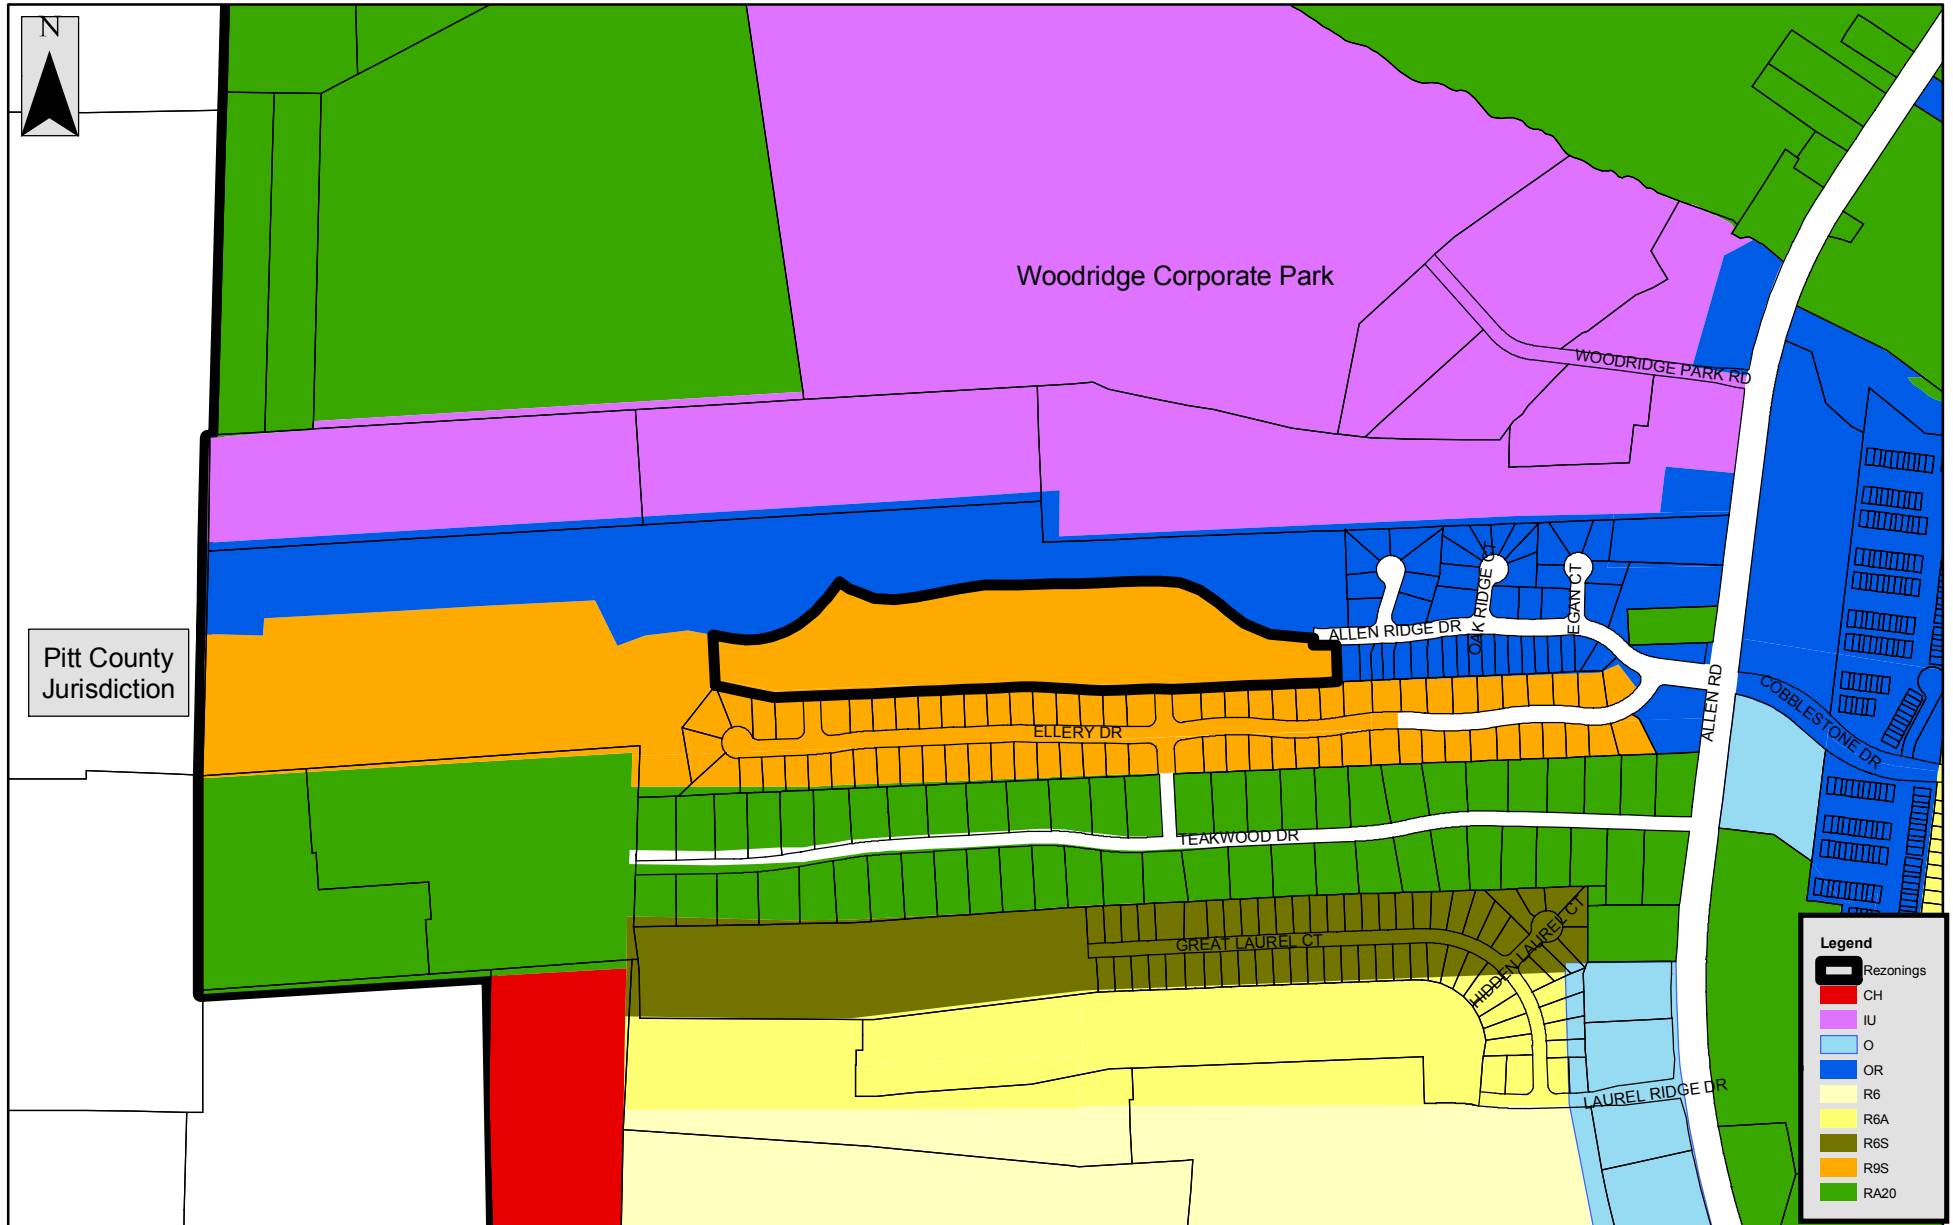 N
Woodridge Corporate Park
WOODRIDGE PARK RD
Pitt County
Jurisdiction
ALLEN RIDGE DR
OAK RIDGE CT
EGAN CT
ALLEN RD
COBBLESTONE DR
ELLERY DR
TEAKWOOD DR
GREAT LAUREL CT
HIDDEN LAUREL CT
LAUREL RIDGE DR
Legend
Rezonings
CH
IU
O
OR
R6
R6A
R6S
R9S
RA20